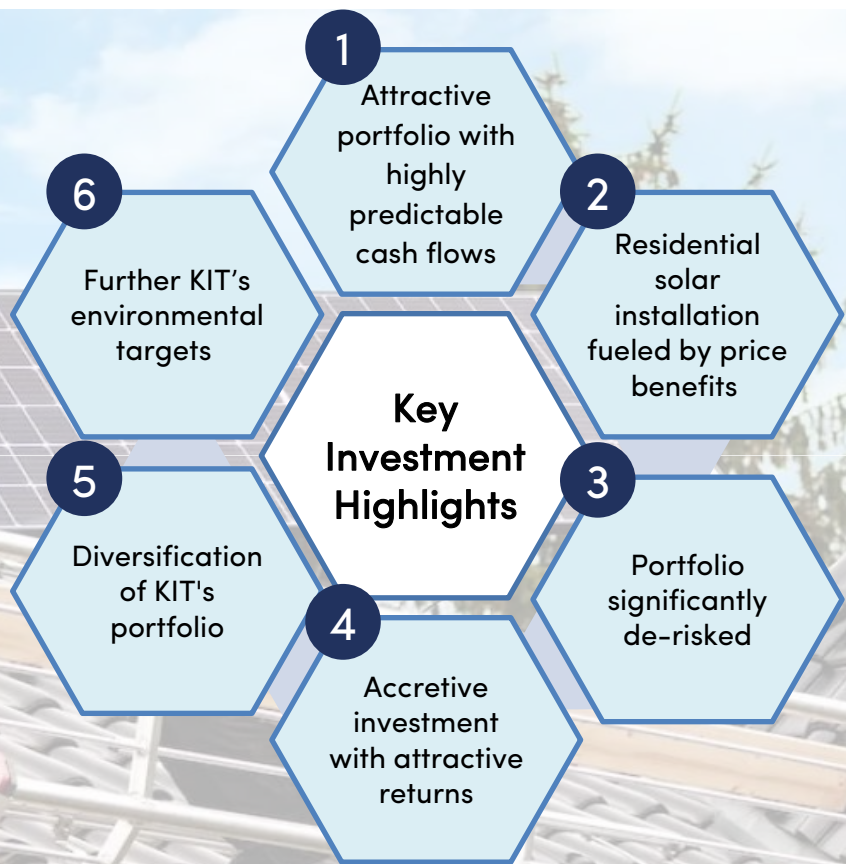 Key
Investment
Highlights
1
Attractive
portfolio with
highly
predictable
cash flows
2
Residential
solar
installation
fueled by price
benefits
3
Portfolio
significantly
de-risked
4
Accretive
investment
with attractive
returns
5
Diversification
of KIT's
portfolio
6
Further KIT’s
environmental
targets